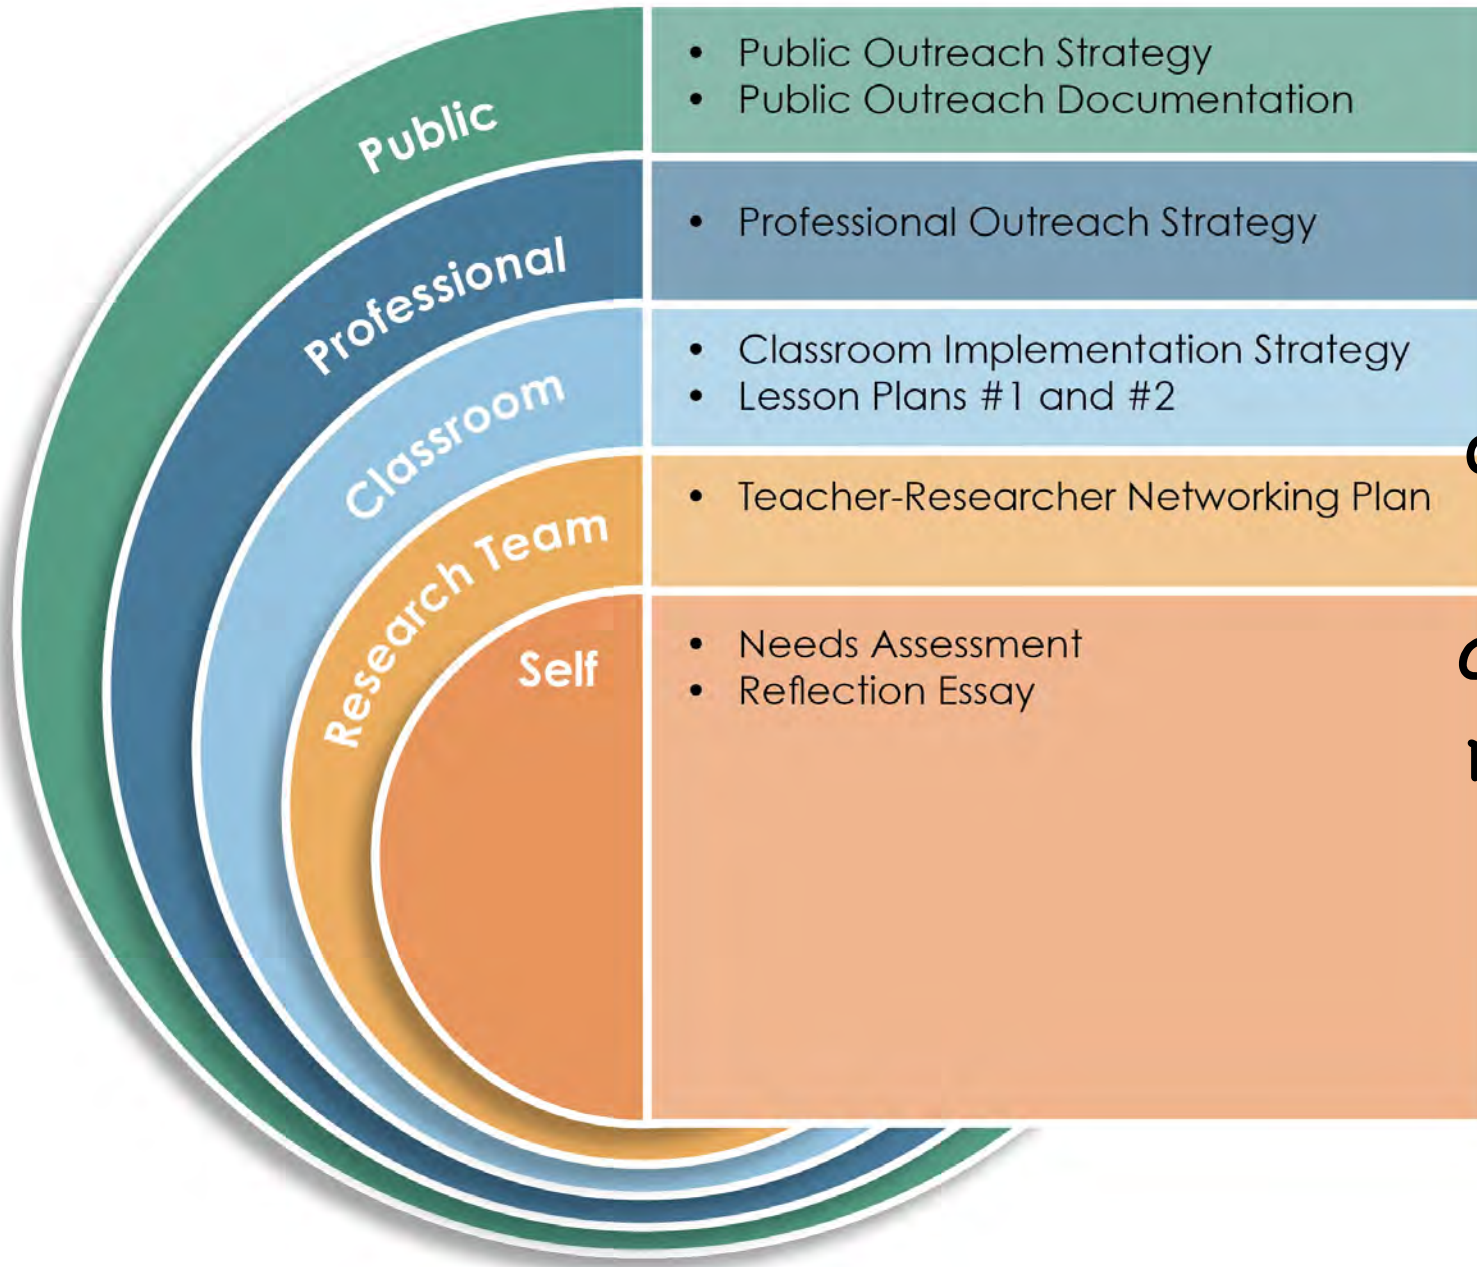 Public
• Public Outreach Strategy
• Public Outreach Documentation
Professional
• Professional Outreach Strategy
Classroom
• Classroom Implementation Strategy
• Lesson Plans #1 and #2
Research Team
• Teacher-Researcher Networking Plan
Self
• Needs Assessment
• Reflection Essay